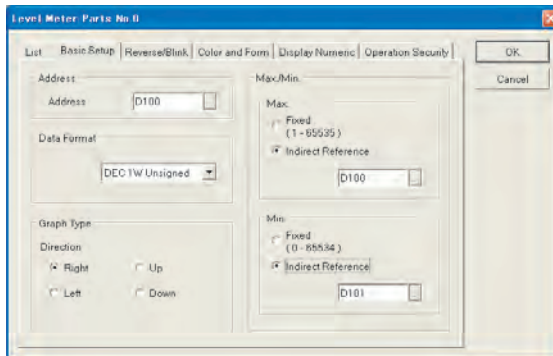 Level Meter Parts No.0
List Basic Setup Reverse/Blink Color and Form Display Numeric Operation Security
OK
Cancel
Address
Address D100 ...
Data Format
DEC 1W Unsigned
Graph Type
Direction
Right Up
Left Down
Max./Min.
Max.
Fixed
(1 - 65535)
Indirect Reference
D100 ...
Min.
Fixed
(0 - 65534)
Indirect Reference
D101 ...